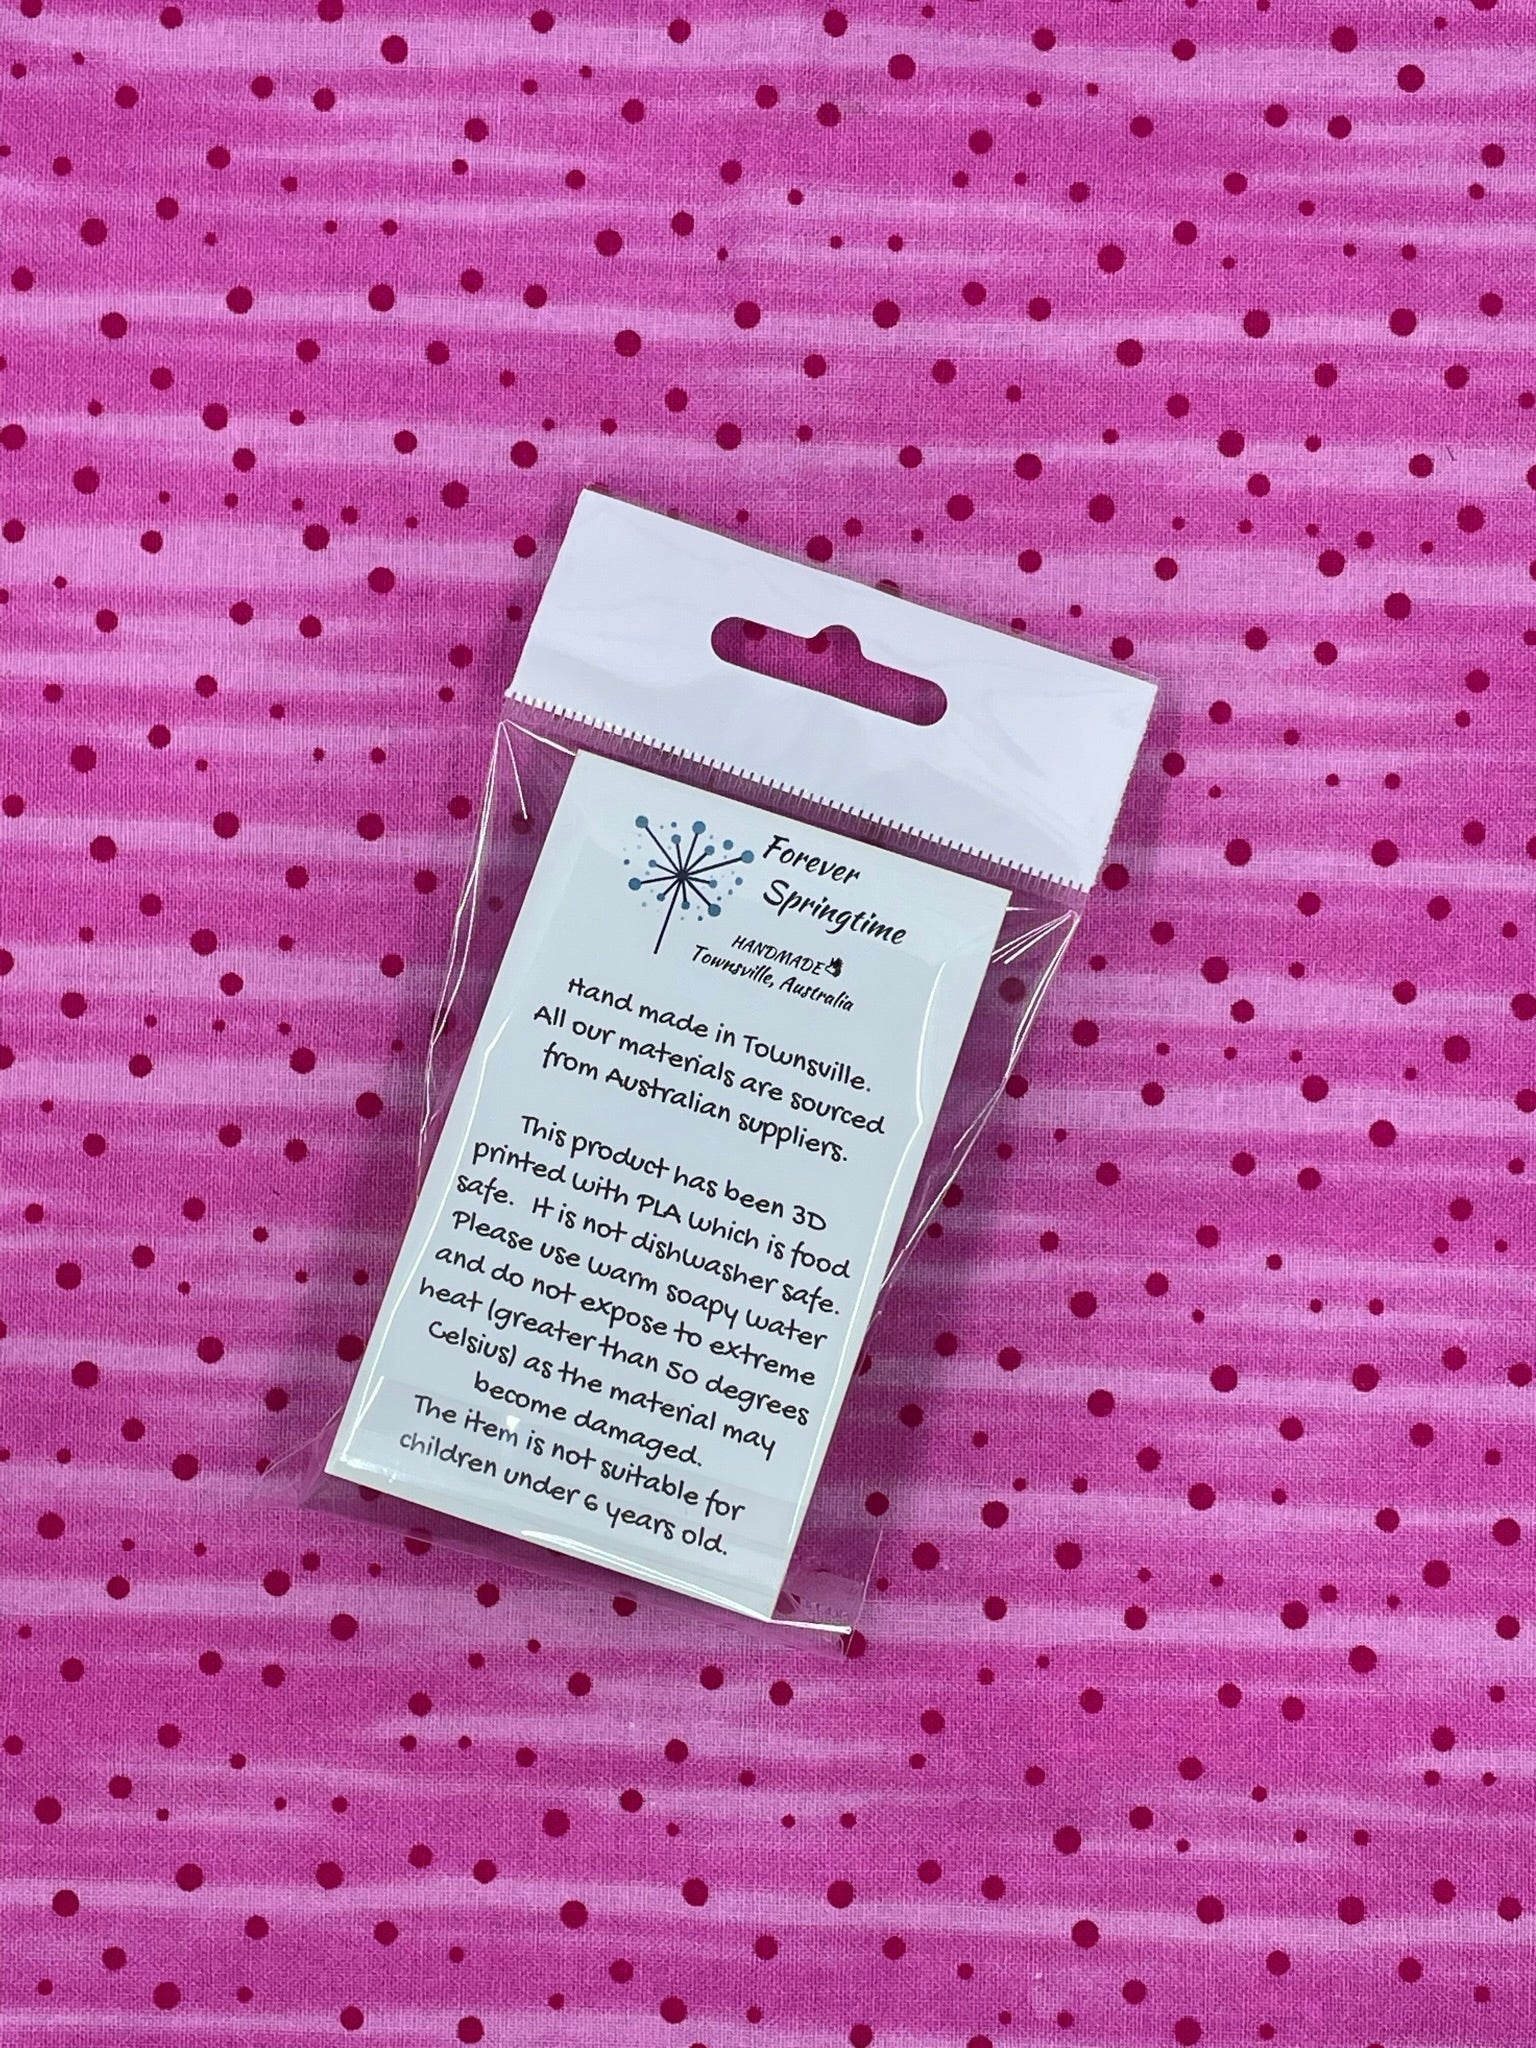 Forever
Springtime
HANDMADE
Townsville, Australia
Hand made in Townsville.
All our materials are sourced
from Australian suppliers.
This product has been 3D
printed with PLA which is food
safe. It is not dishwasher safe.
Please use warm soapy water
and do not expose to extreme
heat (greater than 50 degrees
Celsius) as the material may
become damaged.
The item is not suitable for
children under 6 years old.